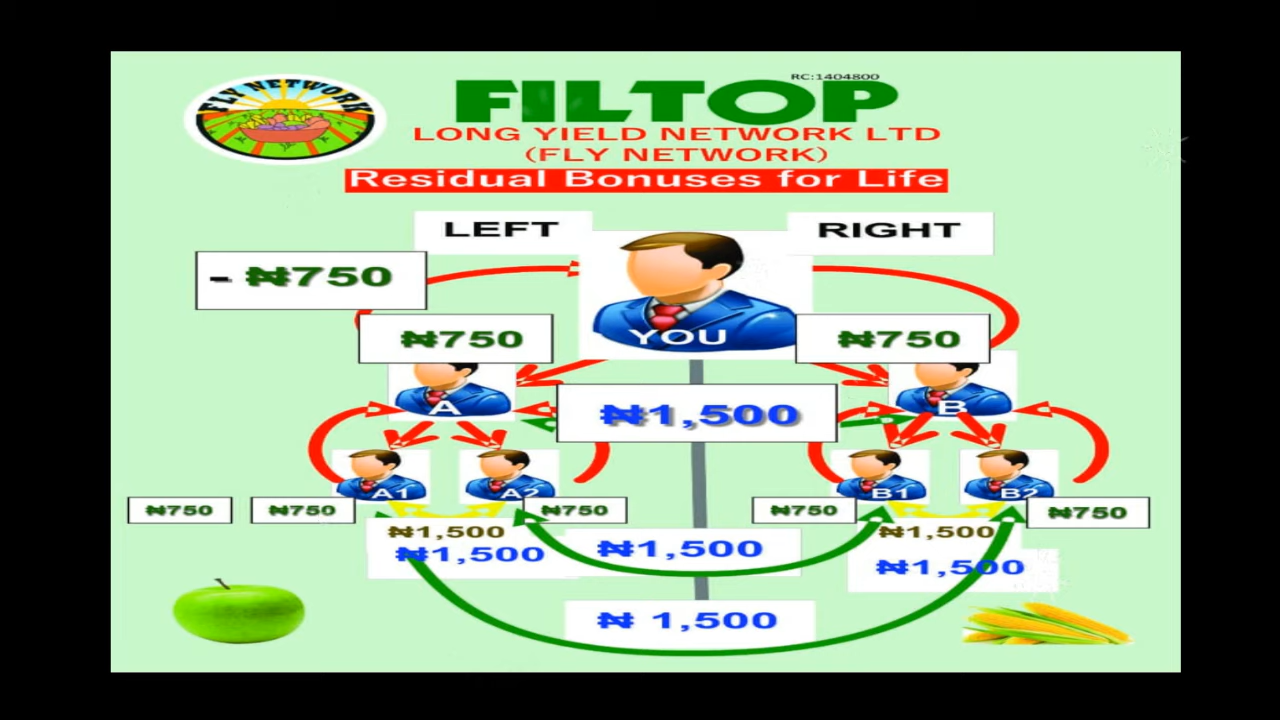 FLY NETWORK
RC:1404800
FILTOP
LONG YIELD NETWORK LTD
(FLY NETWORK)
Residual Bonuses for Life
LEFT
RIGHT
- ₦750
YOU
₦750
₦750
A
₦1,500
B
A1
A2
B1
B2
₦750
₦750
₦750
₦750
₦750
₦1,500
₦1,500
₦1,500
₦1,500
₦1,500
₦ 1,500